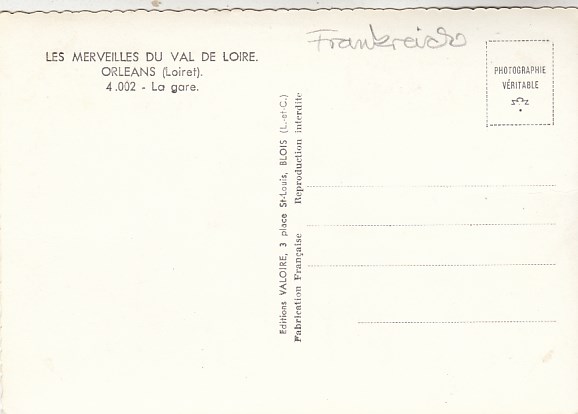 LES MERVEILLES DU VAL DE LOIRE.
ORLEANS (Loiret).
4.002 - La gare.
Frankreich
PHOTOGRAPHIE
VÉRITABLE
Editions VALOIRE, 3 place St-Louis, BLOIS (L.-et-C.)
Fabrication Française Reproduction interdite